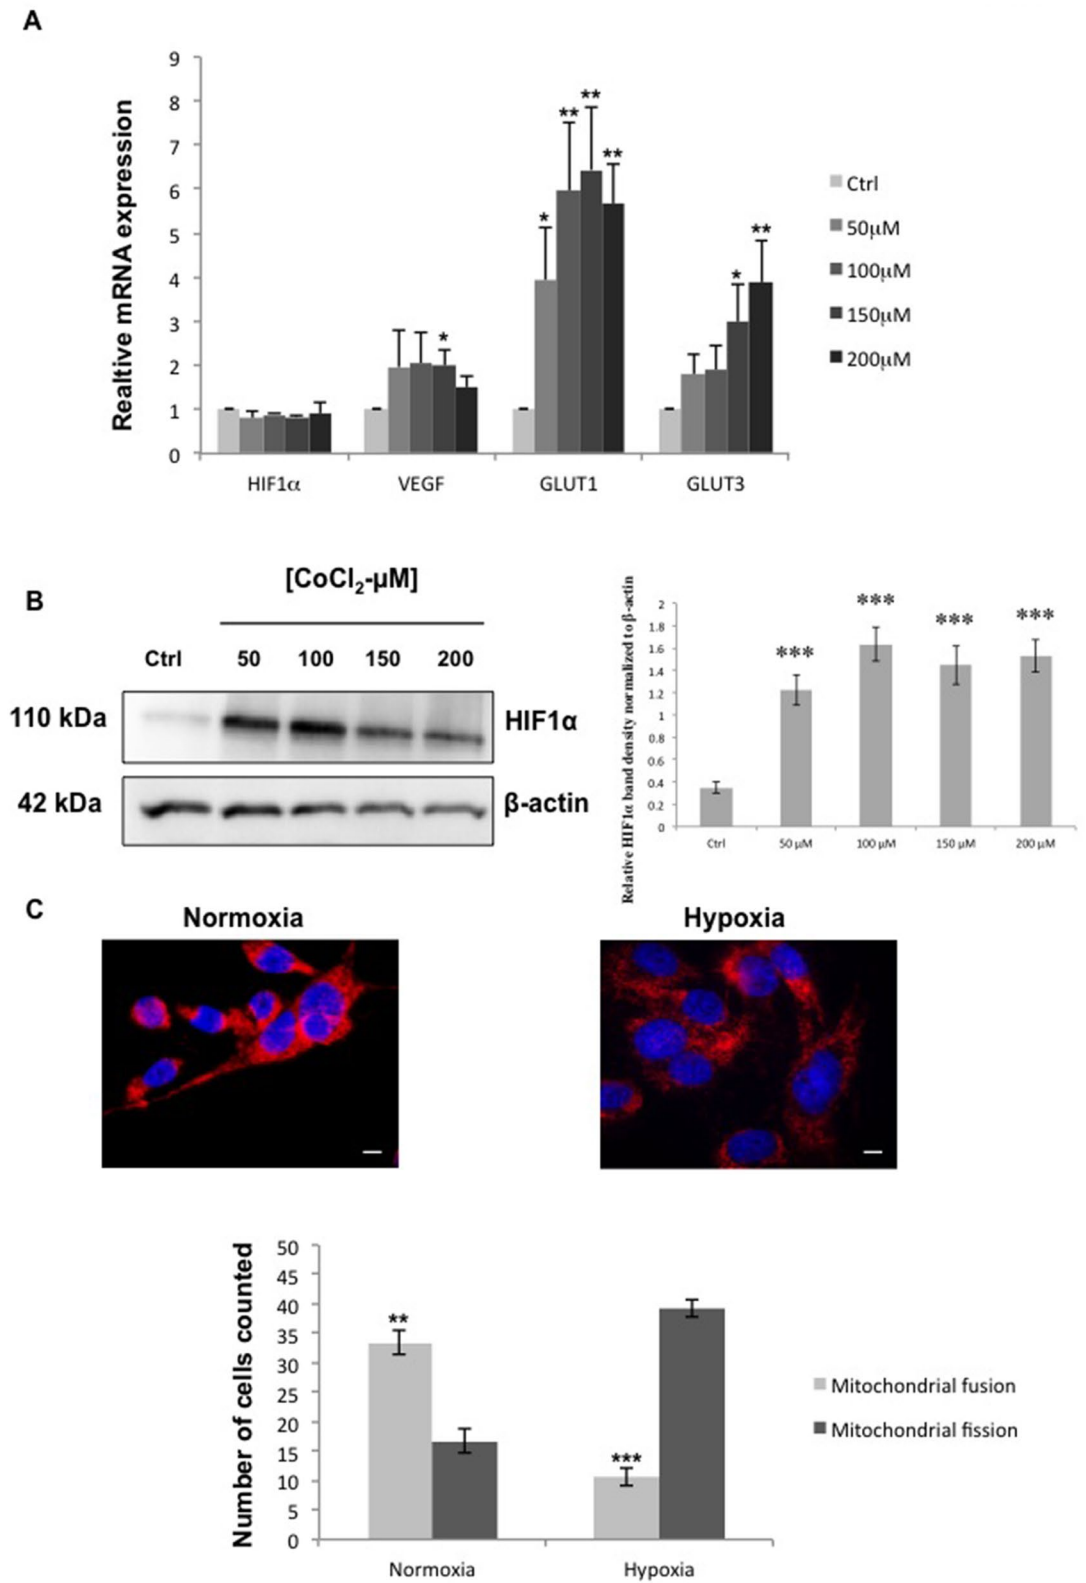 A
Realtive mRNA expression
9
8
7
6
5
4
3
2
1
0
*
*
**
**
**
*
**
HIF1α
VEGF
GLUT1
GLUT3
Ctrl
50μM
100μM
150μM
200μM
B
[CoCl2-μM]
Ctrl
50
100
150
200
110 kDa
HIF1α
42 kDa
β-actin
Relative HIF1α band density normalized to β-actin
2
1.8
1.6
1.4
1.2
1
0.8
0.6
0.4
0.2
0
***
***
***
***
Ctrl
50 μM
100 μM
150 μM
200 μM
C
Normoxia
Hypoxia
Number of cells counted
50
45
40
35
30
25
20
15
10
5
0
**
***
Normoxia
Hypoxia
Mitochondrial fusion
Mitochondrial fission